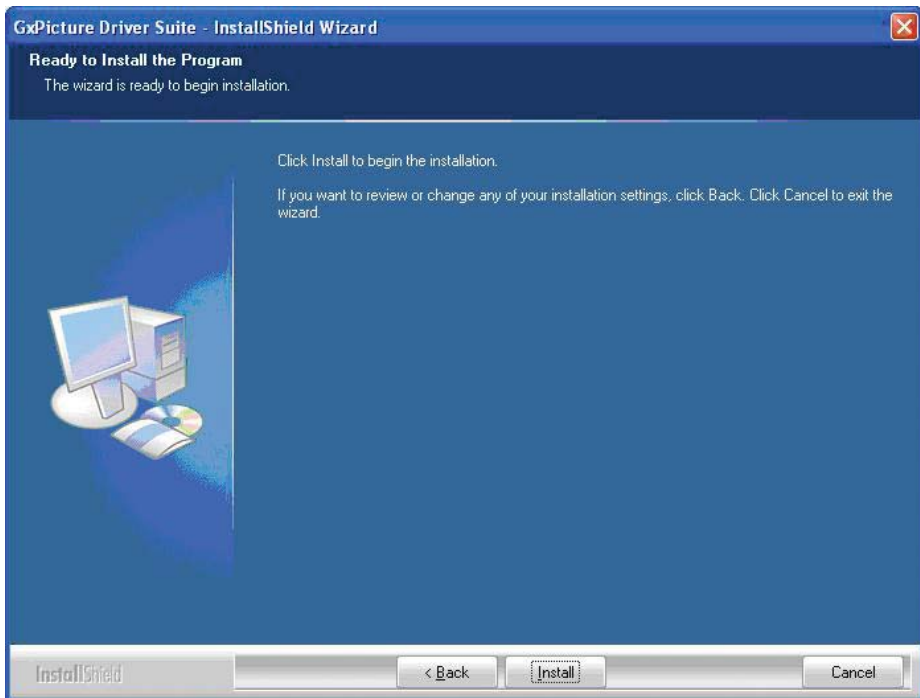 GxPicture Driver Suite - InstallShield Wizard
Ready to Install the Program
The wizard is ready to begin installation.
Click Install to begin the installation.
If you want to review or change any of your installation settings, click Back. Click Cancel to exit the
wizard.
InstallShield
< Back
Install
Cancel